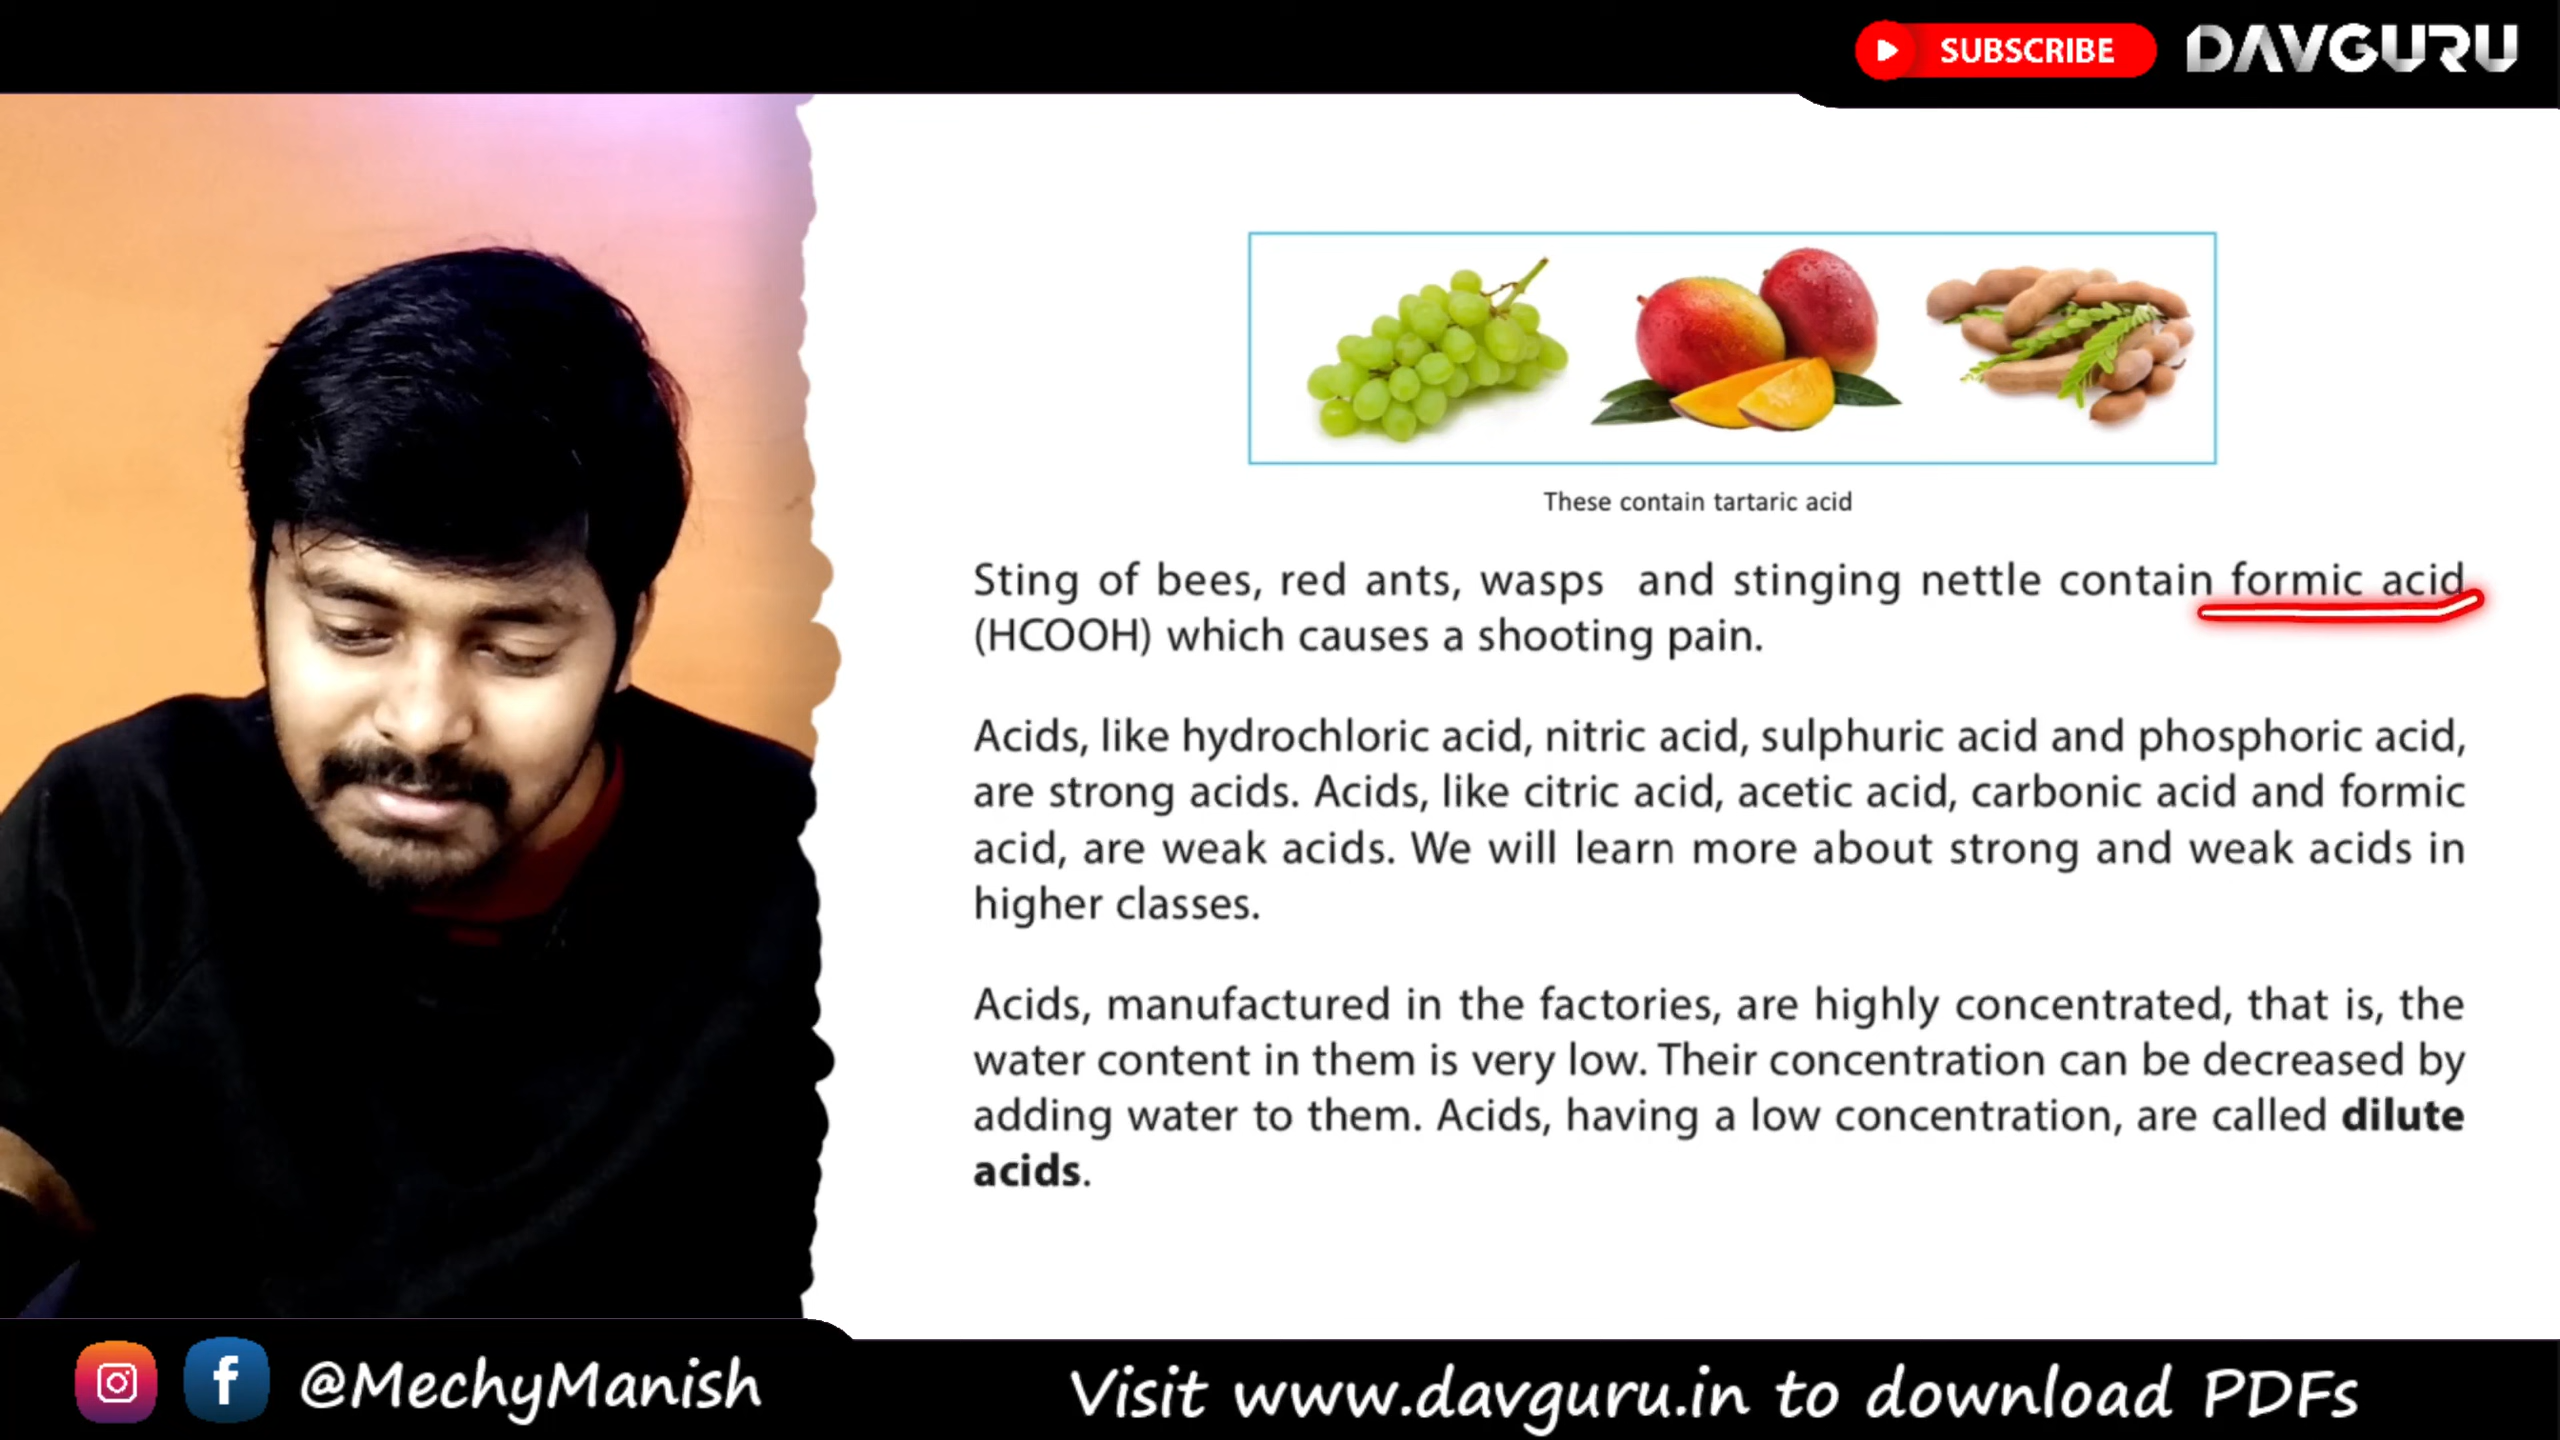 SUBSCRIBE DAVGURU
These contain tartaric acid
Sting of bees, red ants, wasps and stinging nettle contain formic acid
(HCOOH) which causes a shooting pain.
Acids, like hydrochloric acid, nitric acid, sulphuric acid and phosphoric acid,
are strong acids. Acids, like citric acid, acetic acid, carbonic acid and formic
acid, are weak acids. We will learn more about strong and weak acids in
higher classes.
Acids, manufactured in the factories, are highly concentrated, that is, the
water content in them is very low. Their concentration can be decreased by
adding water to them. Acids, having a low concentration, are called dilute
acids.
@MechyManish
Visit www.davguru.in to download PDFs